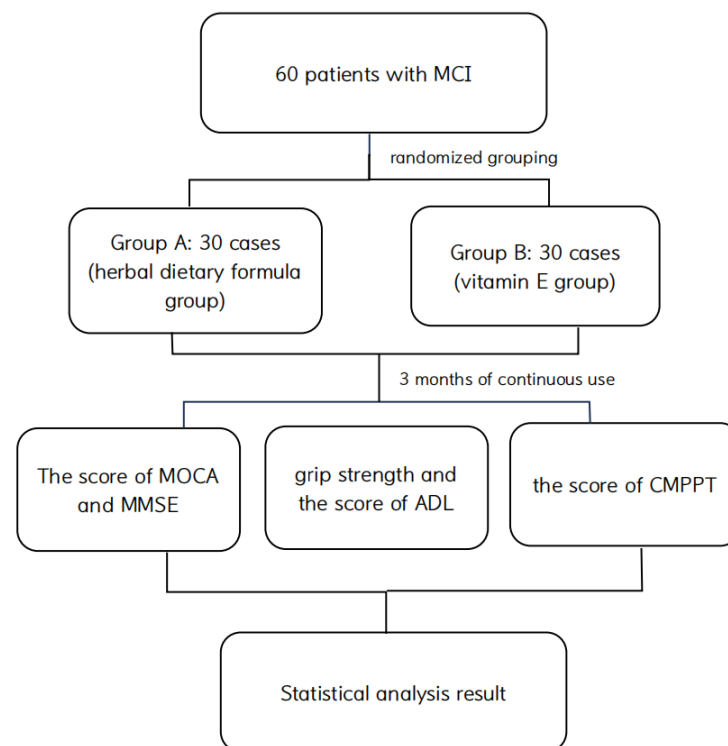 60 patients with MCI
randomized grouping
Group A: 30 cases
(herbal dietary formula
group)
Group B: 30 cases
(vitamin E group)
3 months of continuous use
The score of MOCA
and MMSE
grip strength and
the score of ADL
the score of CMPPT
Statistical analysis result